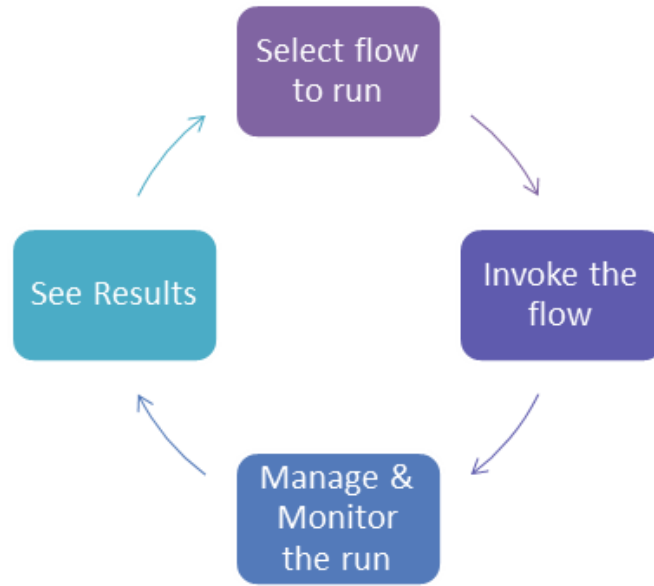 Select flow
to run
Invoke the
flow
Manage &
Monitor
the run
See Results